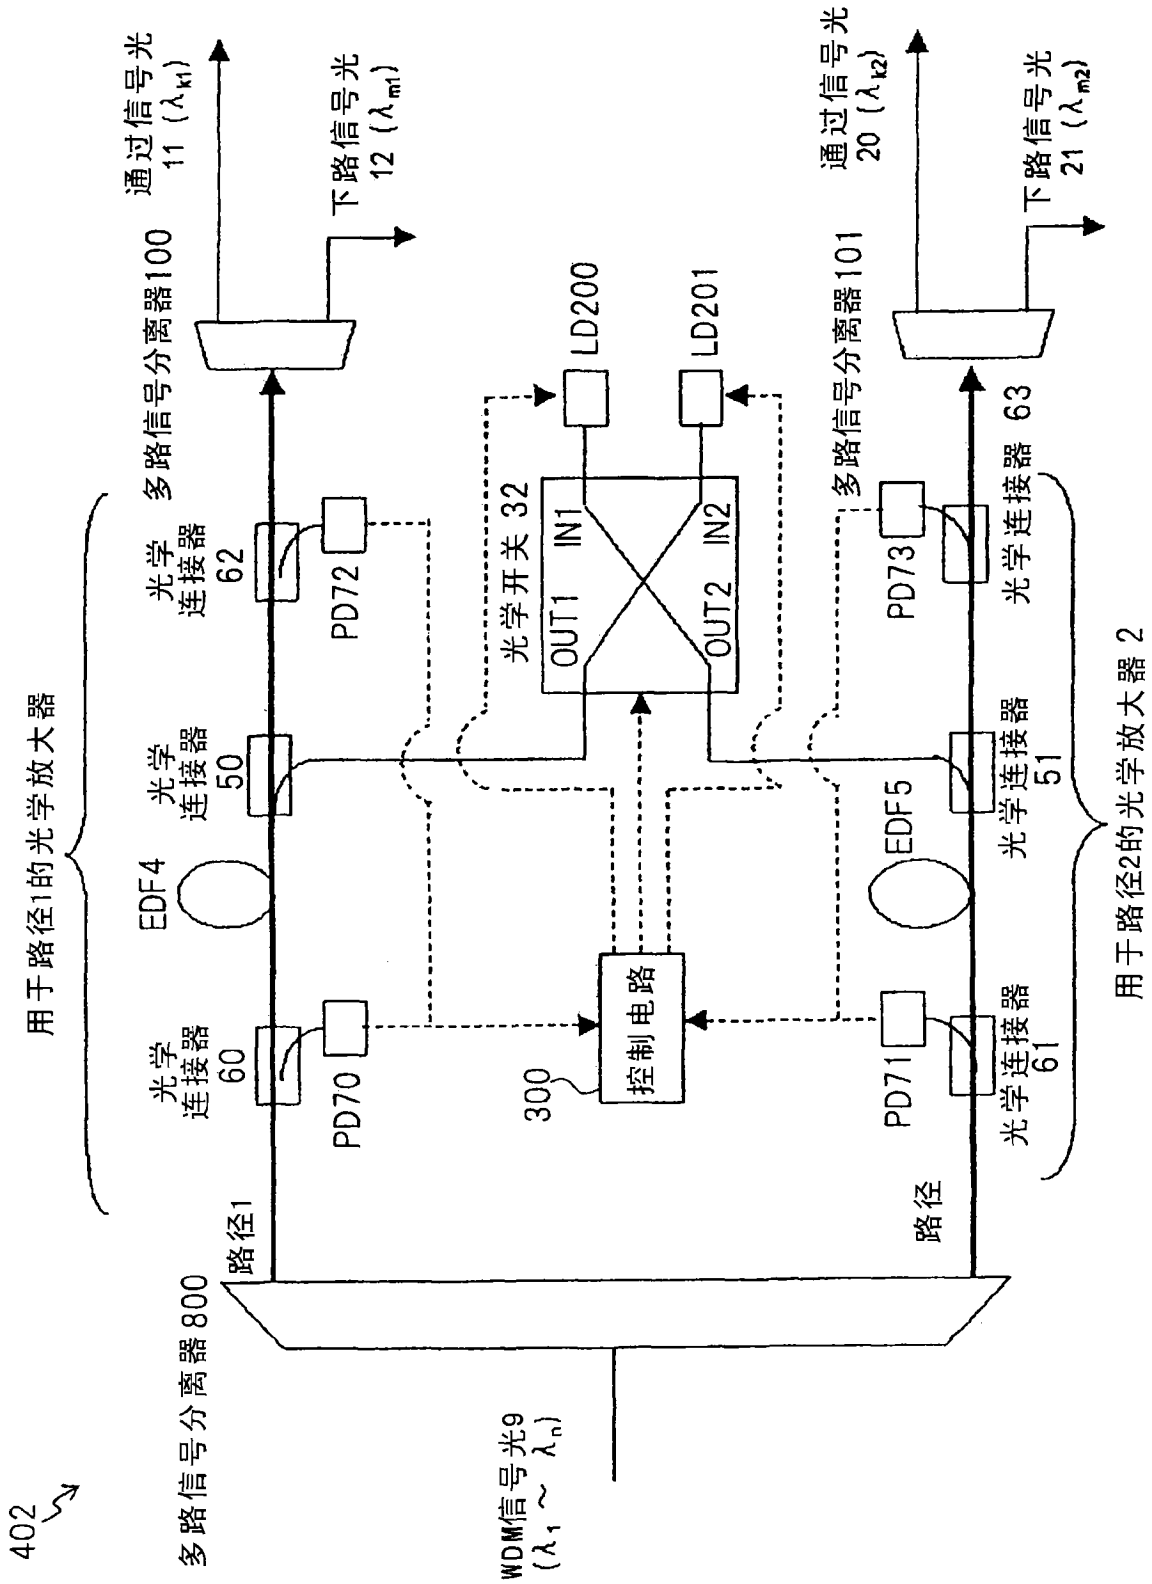 402
多路信号分离器800
WDM信号光9
(λ1 ～ λn)
路径1
路径
用于路径1的光学放大器
光学
连接器
60
PD70
EDF4
光学
连接器
50
光学
连接器
62
PD72
多路信号分离器100
通过信号光
11 (λk1)
下路信号光
12 (λm1)
300
控制电路
光学开关 32
OUT1
IN1
OUT2
IN2
LD200
LD201
PD71
光学连接器
61
EDF5
光学连接器
51
PD73
光学连接器 63
多路信号分离器101
通过信号光
20 (λk2)
下路信号光
21 (λm2)
用于路径2的光学放大器 2